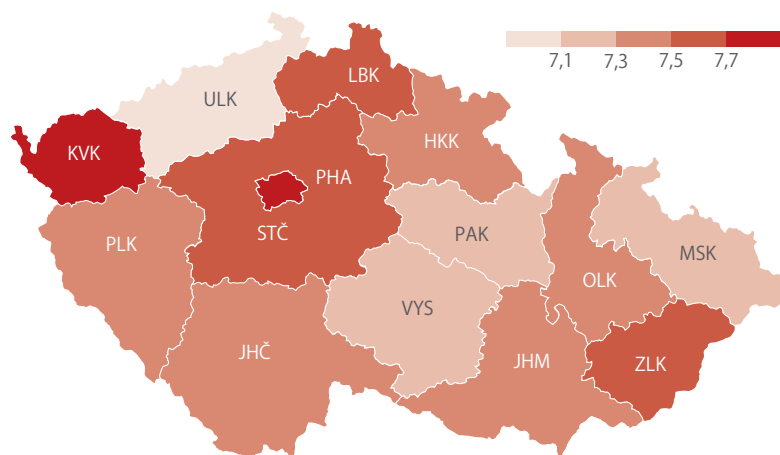 7,1 7,3 7,5 7,7
LBK
ULK
HKK
KVK
PHA
STČ
PAK
PLK
MSK
OLK
VYS
JHČ
JHM
ZLK